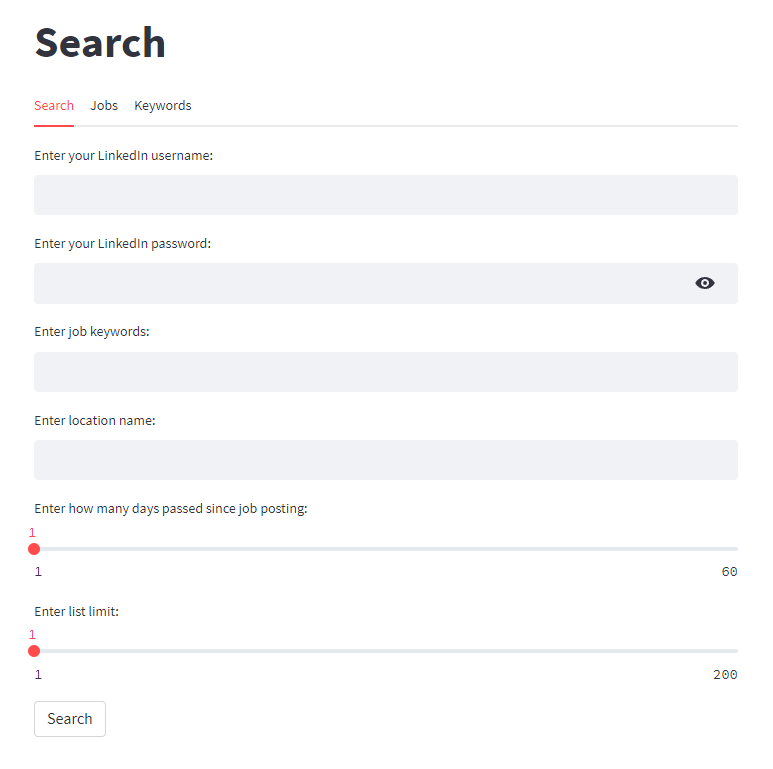 Search
Search Jobs Keywords
Enter your LinkedIn username:
Enter your LinkedIn password:
Enter job keywords:
Enter location name:
Enter how many days passed since job posting:
1
1 60
Enter list limit:
1
1 200
Search